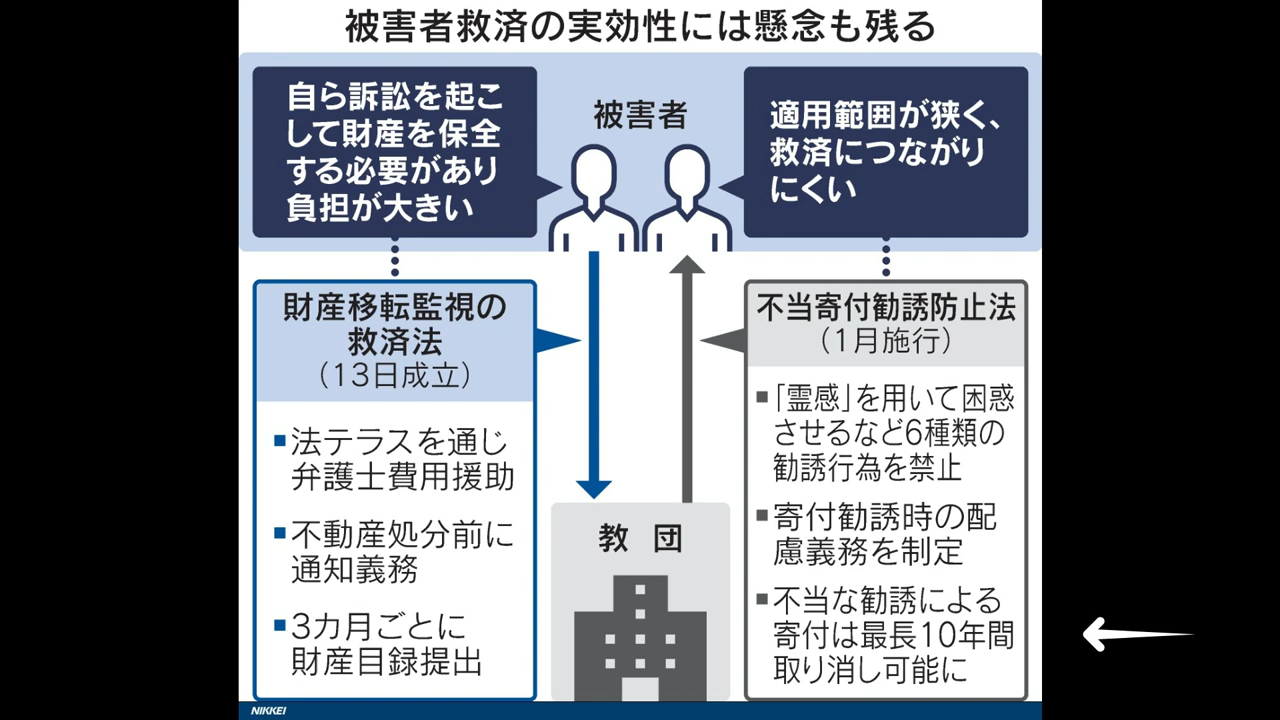 被害者救済の実効性には懸念も残る
自ら訴訟を起こ
して財産を保全
する必要があり
負担が大きい
被害者
適用範囲が狭く、
救済につながり
にくい
財産移転監視の
救済法
（13日成立）
■法テラスを通じ
弁護士費用援助
■不動産処分前に
通知義務
■3カ月ごとに
財産目録提出
教 団
不当寄付勧誘防止法
（1月施行）
■「霊感」を用いて困惑
させるなど6種類の
勧誘行為を禁止
■寄付勧誘時の配
慮義務を制定
■不当な勧誘による
寄付は最長10年間
取り消し可能に
NIKKEI